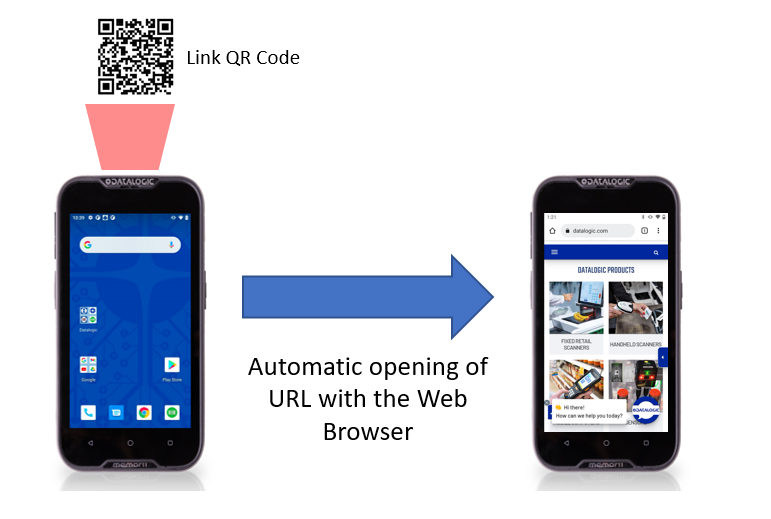 Link QR Code
DATALOGIC
10:39
Datalogic
Google
Play Store
memor11
Automatic opening of
URL with the Web
Browser
DATALOGIC
1:21
datalogic.com
DATALOGIC PRODUCTS
FIXED RETAIL
SCANNERS
HANDHELD SCANNERS
Hi there!
How can we help you today?
DATALOGIC
memor11